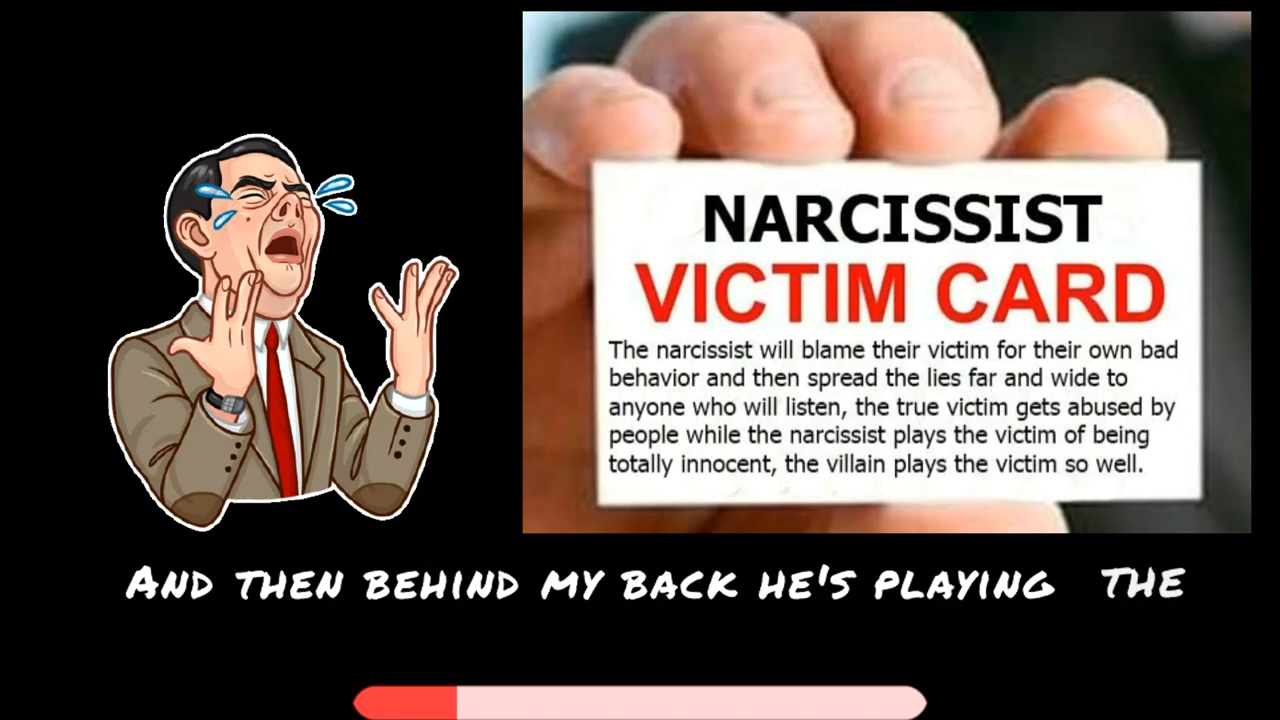 NARCISSIST
VICTIM CARD
The narcissist will blame their victim for their own bad
behavior and then spread the lies far and wide to
anyone who will listen, the true victim gets abused by
people while the narcissist plays the victim of being
totally innocent, the villain plays the victim so well.
AND THEN BEHIND MY BACK HE'S PLAYING THE